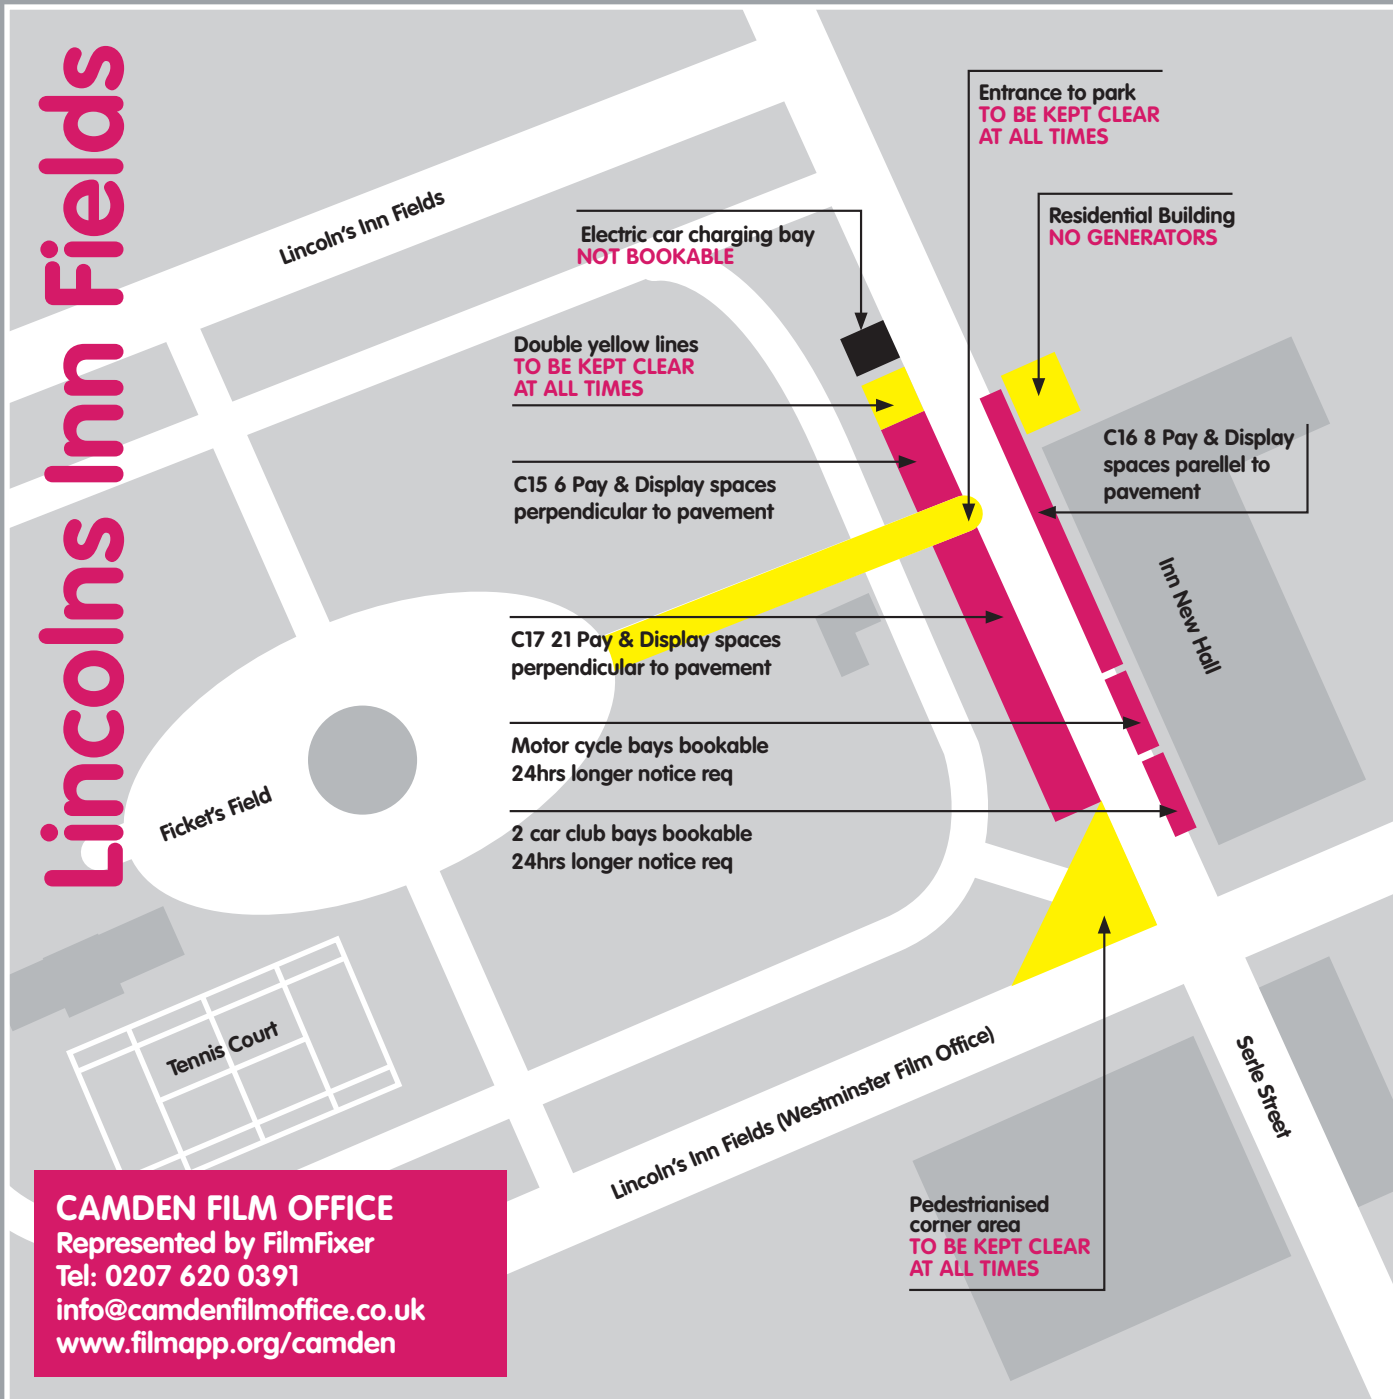 Lincolns Inn Fields
Entrance to park
TO BE KEPT CLEAR
AT ALL TIMES
Lincoln's Inn Fields
Residential Building
NO GENERATORS
Electric car charging bay
NOT BOOKABLE
Double yellow lines
TO BE KEPT CLEAR
AT ALL TIMES
C16 8 Pay & Display
spaces parellel to
pavement
C15 6 Pay & Display spaces
perpendicular to pavement
Inn New Hall
C17 21 Pay & Display spaces
perpendicular to pavement
Motor cycle bays bookable
24hrs longer notice req
Ficket's Field
2 car club bays bookable
24hrs longer notice req
Tennis Court
Lincoln's Inn Fields (Westminster Film Office)
Serle Street
Pedestrianised
corner area
TO BE KEPT CLEAR
AT ALL TIMES
CAMDEN FILM OFFICE
Represented by FilmFixer
Tel: 0207 620 0391
info@camdenfilmoffice.co.uk
www.filmapp.org/camden